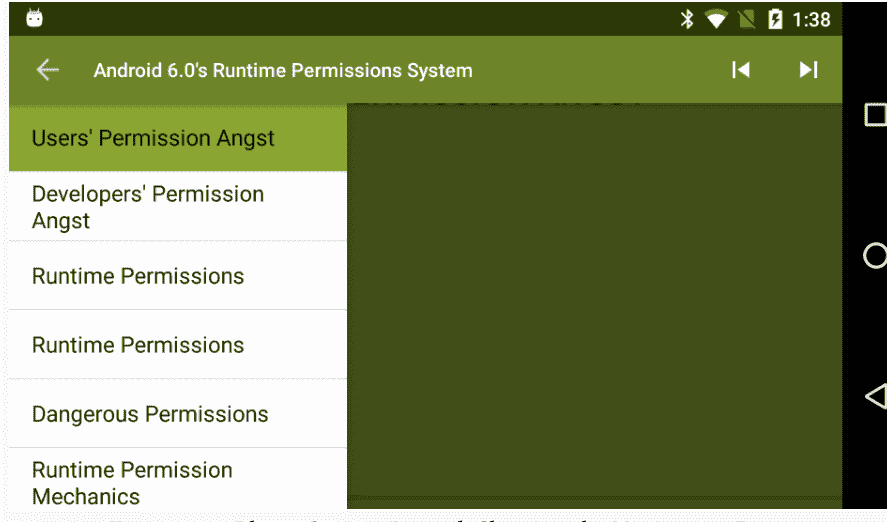 1:38
Android 6.0's Runtime Permissions System
Users' Permission Angst
Developers' Permission
Angst
Runtime Permissions
Runtime Permissions
Dangerous Permissions
Runtime Permission
Mechanics